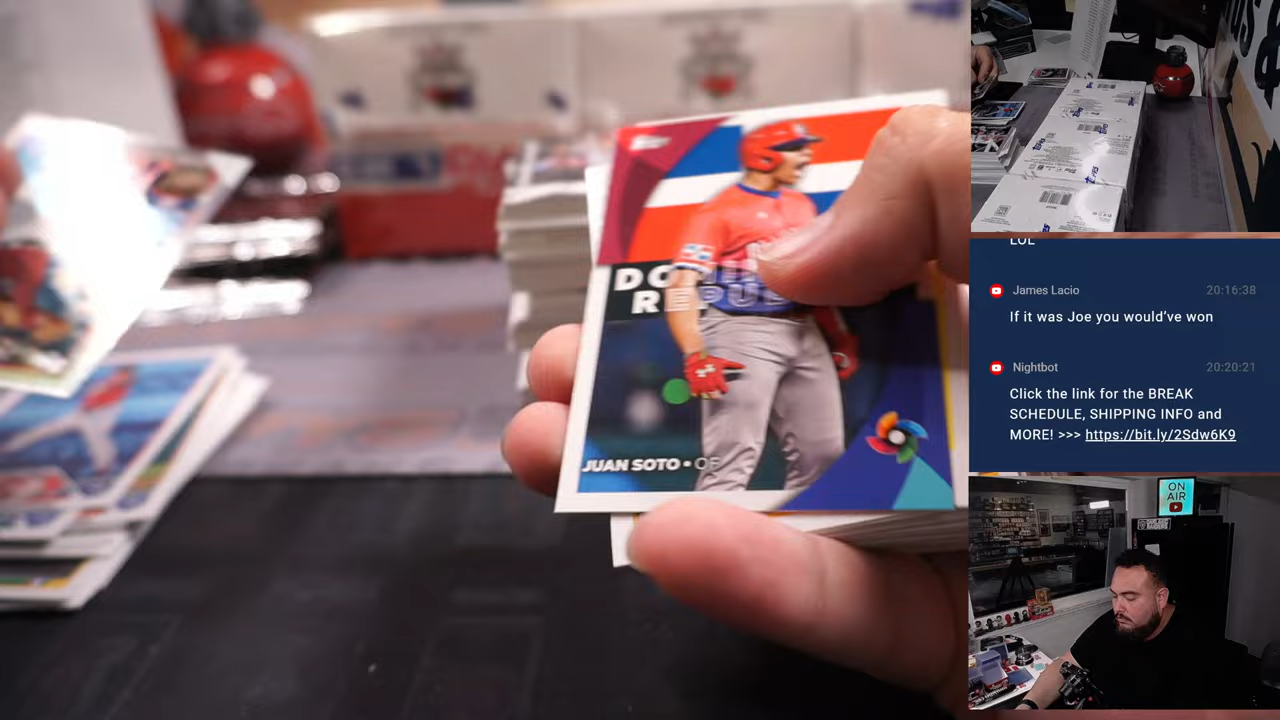 DOMINICAN
REPUBLIC
JUAN SOTO • OF
LOL
James Lacio 20:16:38
If it was Joe you would’ve won
Nightbot 20:20:21
Click the link for the BREAK
SCHEDULE, SHIPPING INFO and
MORE! >>> https://bit.ly/2Sdw6K9
ON
AIR